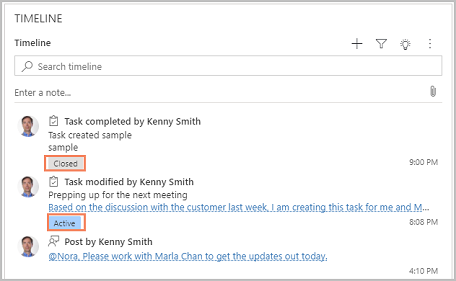 TIMELINE
Timeline
Search timeline
Enter a note...
Task completed by Kenny Smith
Task created sample
sample
Closed
9:00 PM
Task modified by Kenny Smith
Prepping up for the next meeting
Based on the discussion with the customer last week, I am creating this task for me and M...
Active
8:08 PM
Post by Kenny Smith
@Nora, Please work with Marla Chan to get the updates out today.
4:10 PM